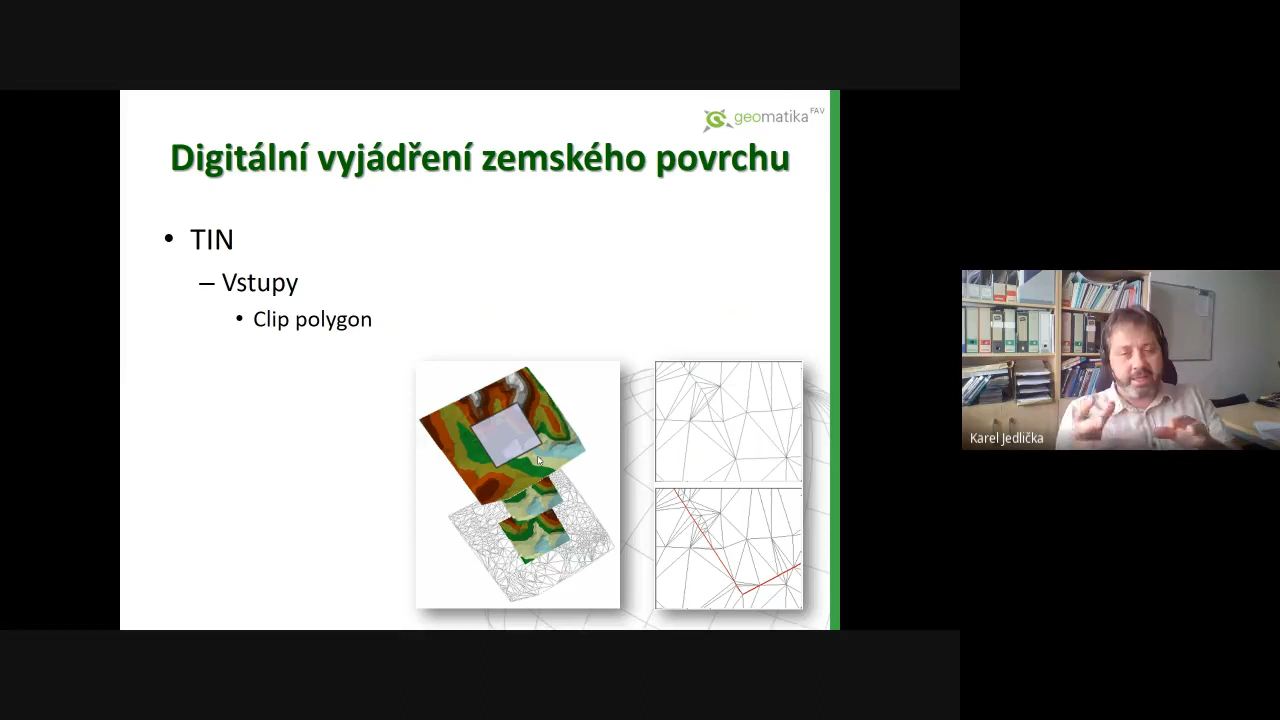 geomatika FAV
Digitální vyjádření zemského povrchu
• TIN
– Vstupy
• Clip polygon
Karel Jedlička